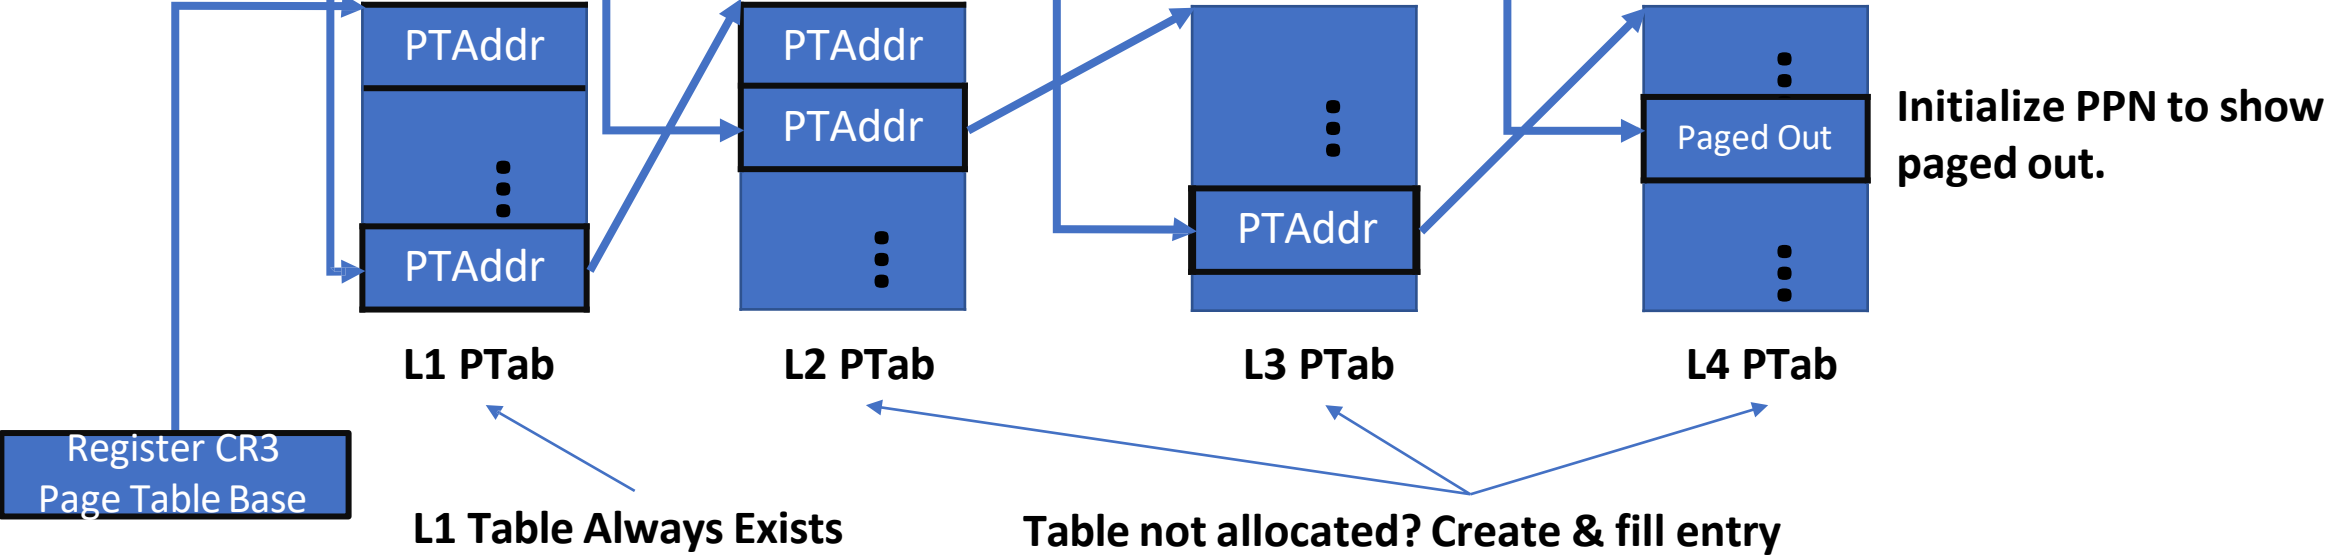 PTAddr
PTAddr
PTAddr
PTAddr
PTAddr
Paged Out
Initialize PPN to show
paged out.
L1 PTab
L2 PTab
L3 PTab
L4 PTab
Register CR3
Page Table Base
L1 Table Always Exists
Table not allocated? Create & fill entry